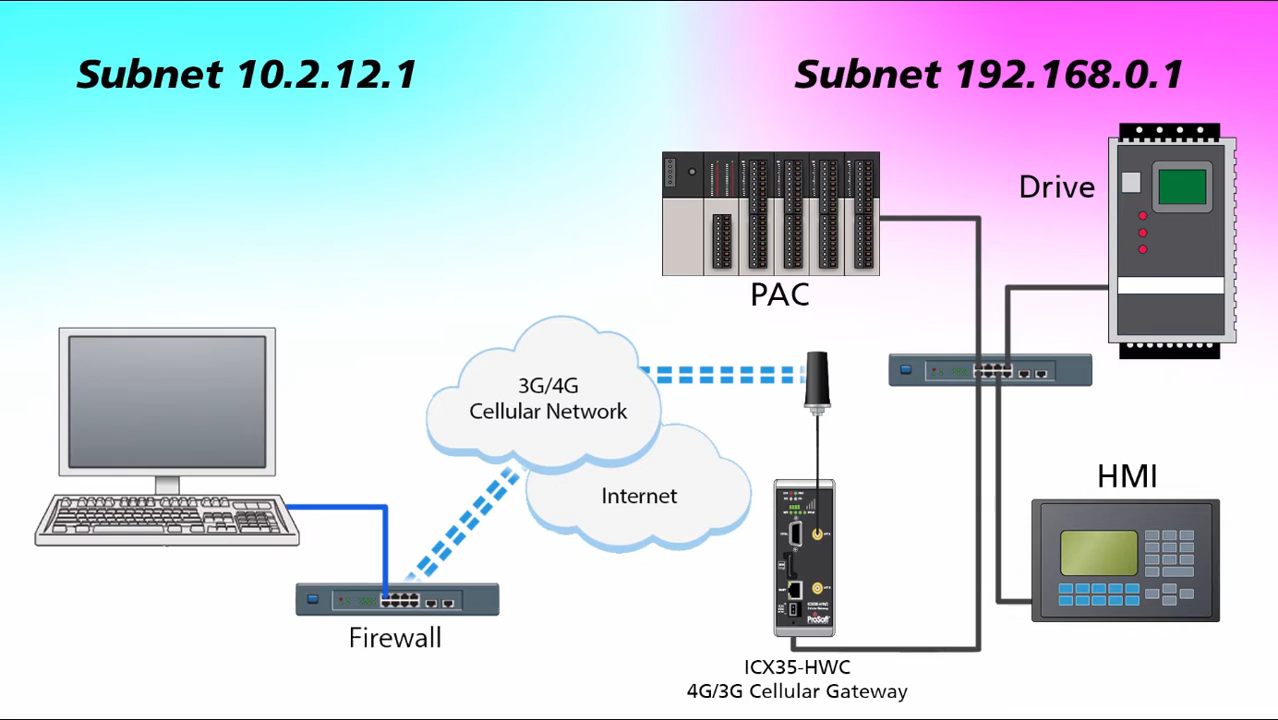 Subnet 10.2.12.1
Subnet 192.168.0.1
Drive
PAC
3G/4G
Cellular Network
Internet
HMI
Firewall
ProSoft
ICX35-HWC
4G/3G Cellular Gateway